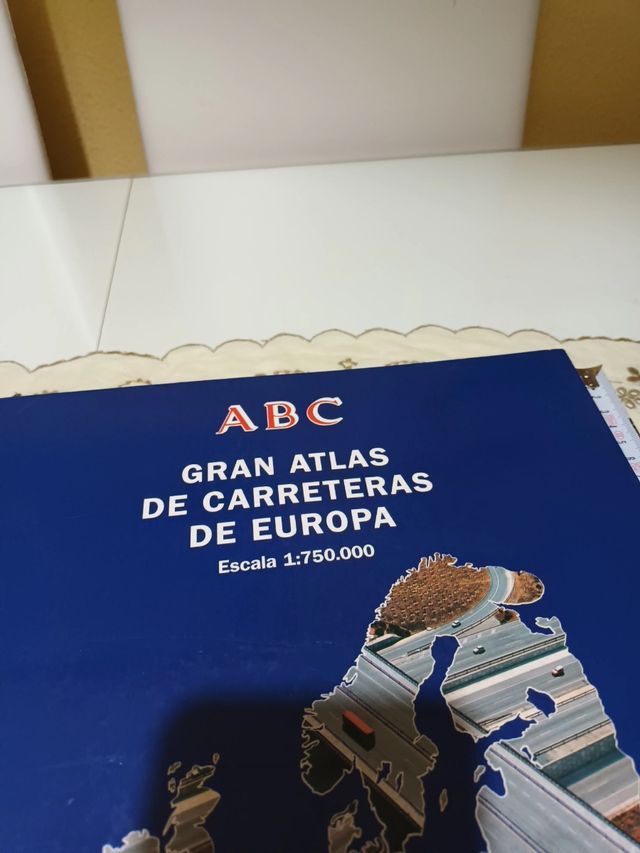 ABC
GRAN ATLAS
DE CARRETERAS
DE EUROPA
Escala 1:750.000